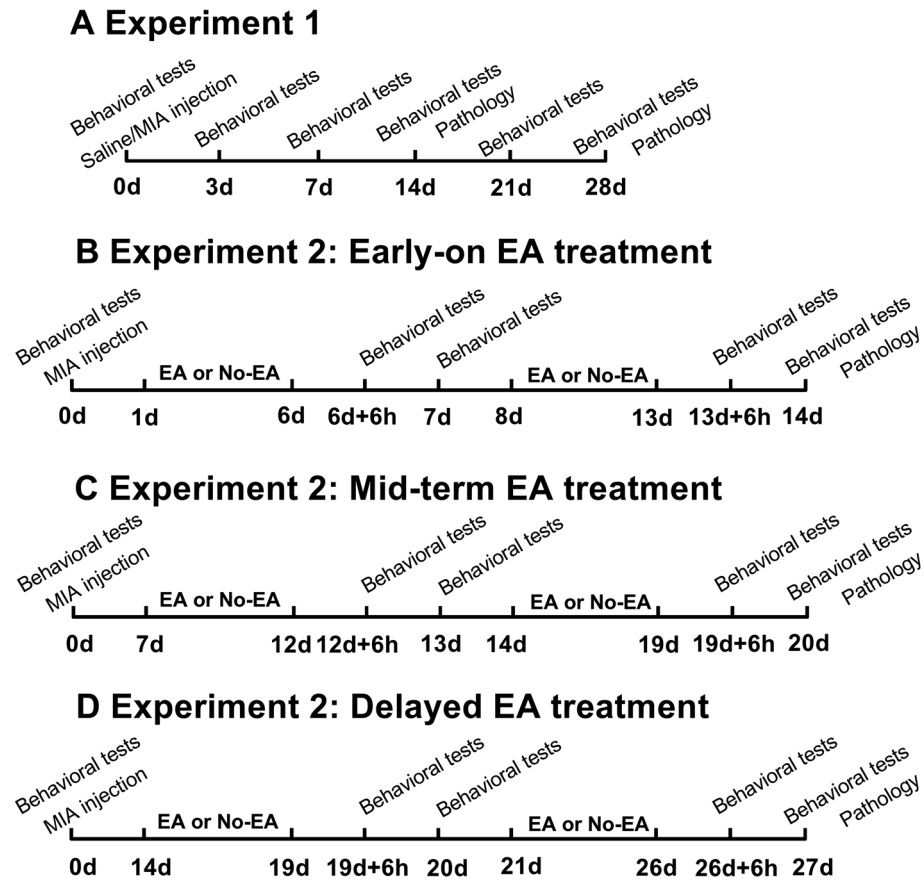 A Experiment 1
Behavioral tests
Saline/MIA injection
Behavioral tests
Behavioral tests
Behavioral tests
Pathology
Behavioral tests
Behavioral tests
Pathology
0d 3d 7d 14d 21d 28d
B Experiment 2: Early-on EA treatment
Behavioral tests
MIA injection
Behavioral tests
Behavioral tests
Behavioral tests
Behavioral tests
Pathology
EA or No-EA EA or No-EA
0d 1d 6d 6d+6h 7d 8d 13d 13d+6h 14d
C Experiment 2: Mid-term EA treatment
Behavioral tests
MIA injection
Behavioral tests
Behavioral tests
Behavioral tests
Behavioral tests
Pathology
EA or No-EA EA or No-EA
0d 7d 12d 12d+6h 13d 14d 19d 19d+6h 20d
D Experiment 2: Delayed EA treatment
Behavioral tests
MIA injection
Behavioral tests
Behavioral tests
Behavioral tests
Behavioral tests
Pathology
EA or No-EA EA or No-EA
0d 14d 19d 19d+6h 20d 21d 26d 26d+6h 27d